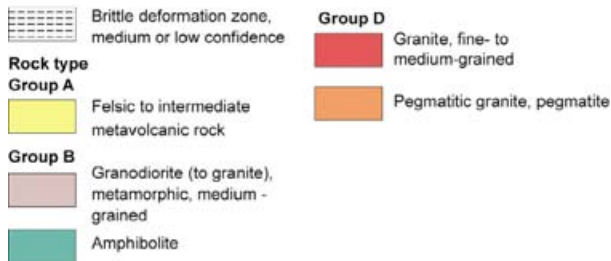 Brittle deformation zone,
medium or low confidence
Rock type
Group A
Felsic to intermediate
metavolcanic rock
Group B
Granodiorite (to granite),
metamorphic, medium -
grained
Amphibolite
Group D
Granite, fine- to
medium-grained
Pegmatitic granite, pegmatite